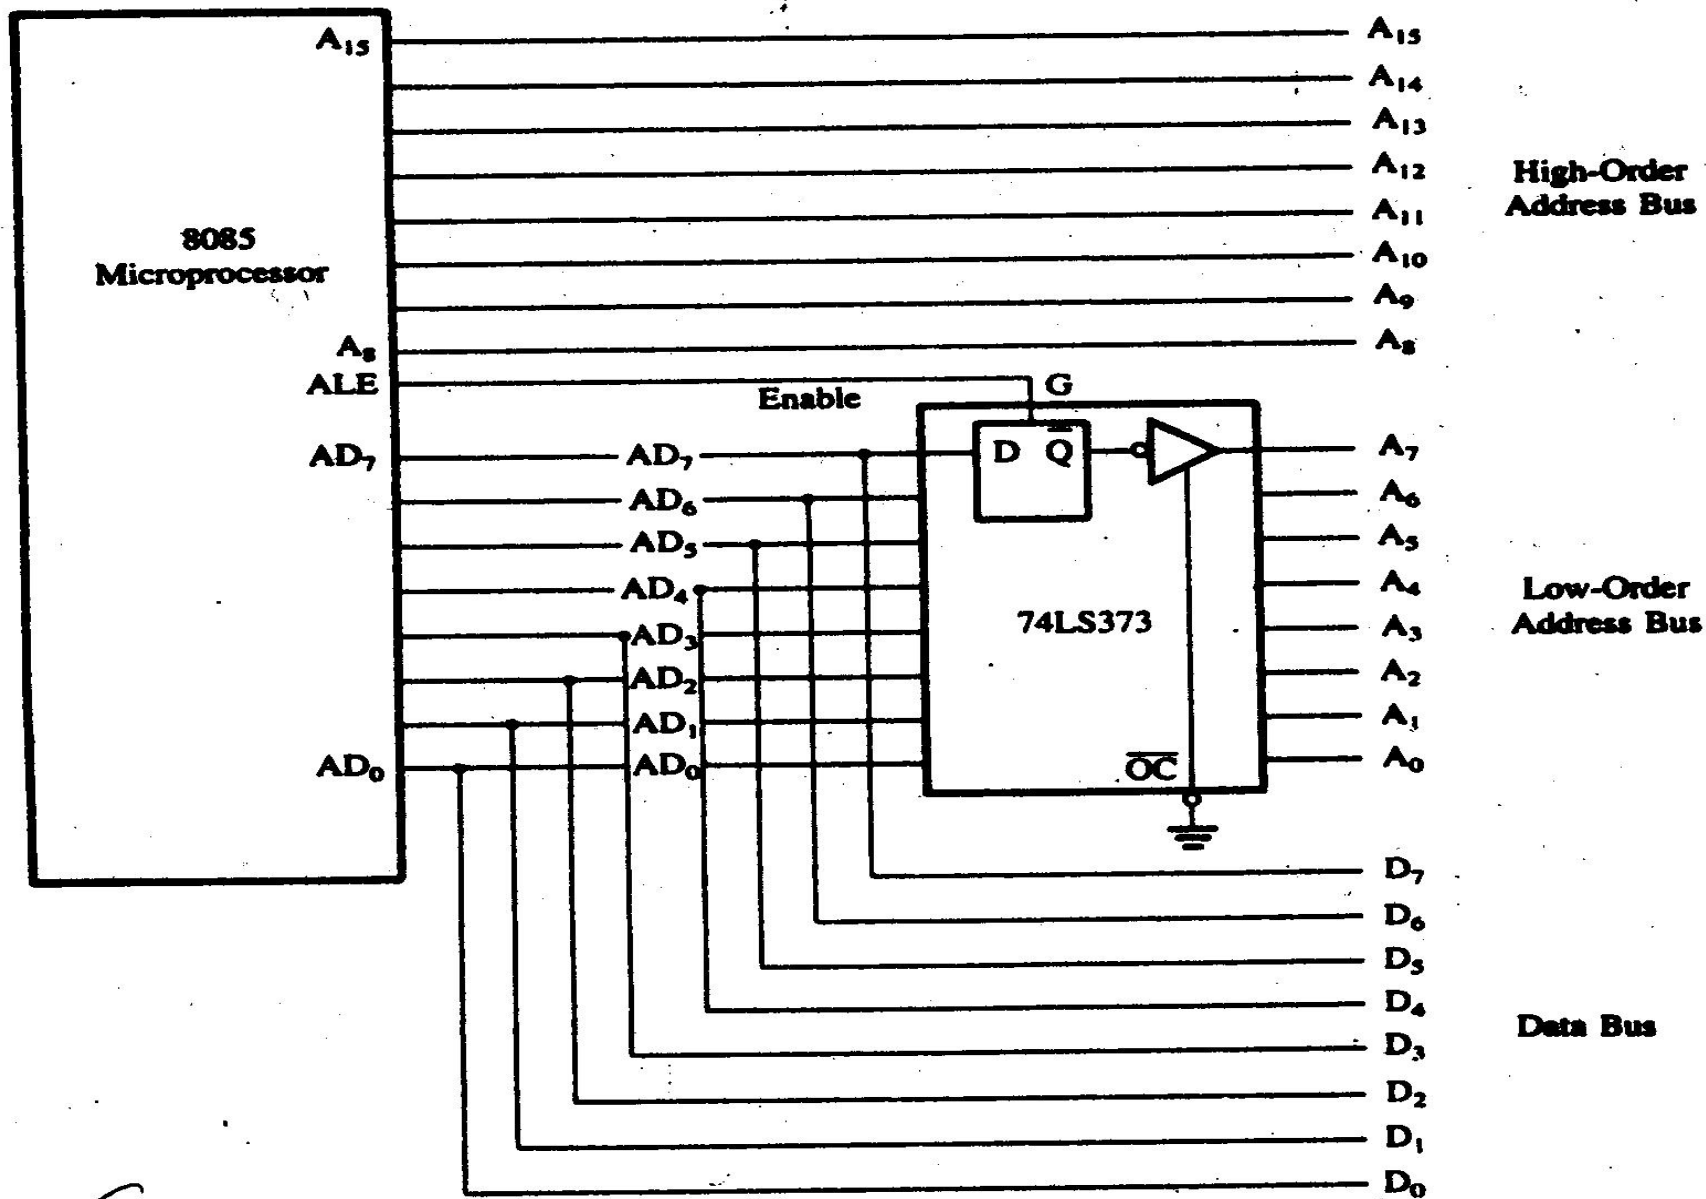 A₁₅
8085
Microprocessor
A₈
ALE
AD₇
AD₀
A₁₅
A₁₄
A₁₃
A₁₂
A₁₁
A₁₀
A₉
A₈
High-Order
Address Bus
Enable
G
AD₇
AD₆
AD₅
AD₄
AD₃
AD₂
AD₁
AD₀
D Q̅
74LS373
O̅C̅
A₇
A₆
A₅
A₄
A₃
A₂
A₁
A₀
Low-Order
Address Bus
D₇
D₆
D₅
D₄
D₃
D₂
D₁
D₀
Data Bus